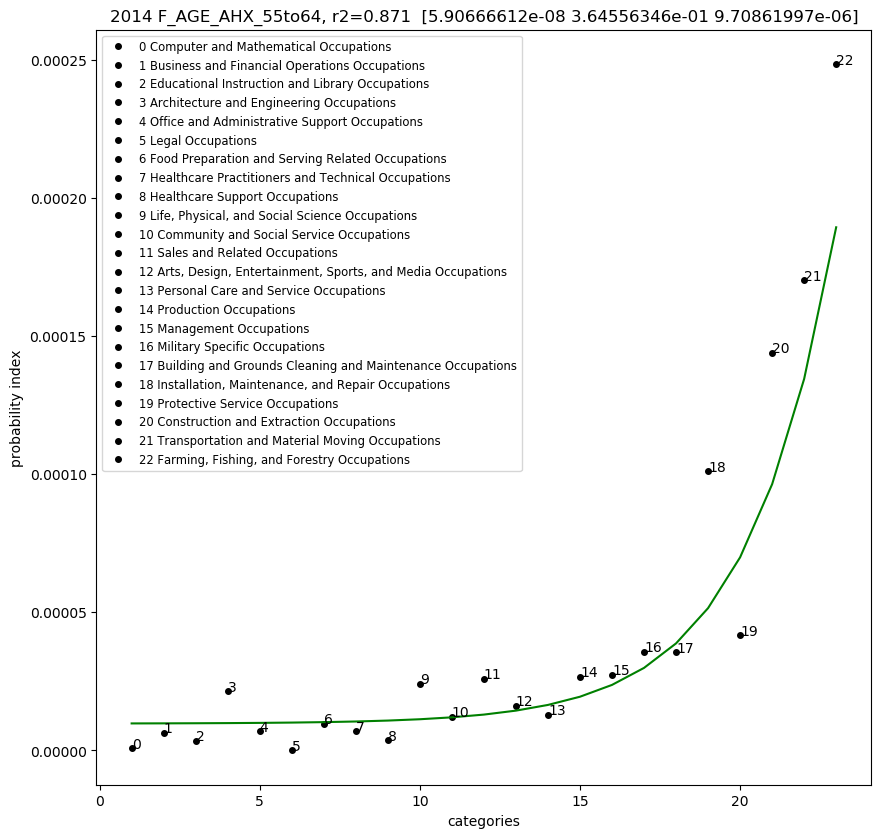 2014 F_AGE_AHX_55to64, r2=0.871  [5.90666612e-08 3.64556346e-01 9.70861997e-06]
0 Computer and Mathematical Occupations
1 Business and Financial Operations Occupations
2 Educational Instruction and Library Occupations
3 Architecture and Engineering Occupations
4 Office and Administrative Support Occupations
5 Legal Occupations
6 Food Preparation and Serving Related Occupations
7 Healthcare Practitioners and Technical Occupations
8 Healthcare Support Occupations
9 Life, Physical, and Social Science Occupations
10 Community and Social Service Occupations
11 Sales and Related Occupations
12 Arts, Design, Entertainment, Sports, and Media Occupations
13 Personal Care and Service Occupations
14 Production Occupations
15 Management Occupations
16 Military Specific Occupations
17 Building and Grounds Cleaning and Maintenance Occupations
18 Installation, Maintenance, and Repair Occupations
19 Protective Service Occupations
20 Construction and Extraction Occupations
21 Transportation and Material Moving Occupations
22 Farming, Fishing, and Forestry Occupations
probability index
0.00025
0.00020
0.00015
0.00010
0.00005
0.00000
0
1
2
3
4
5
6
7
8
9
10
11
12
13
14
15
16
17
18
19
20
21
22
0 5 10 15 20
categories